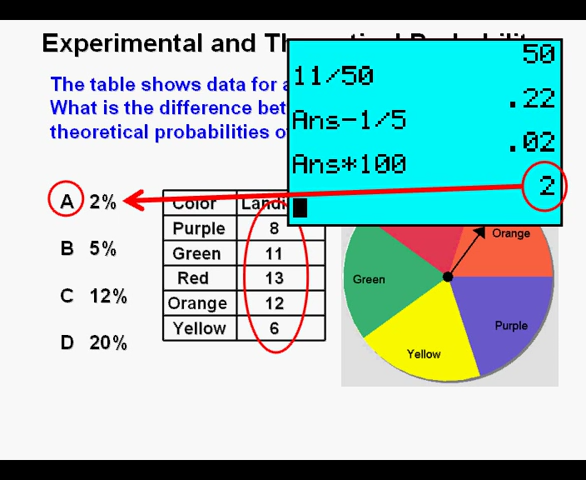 Experimental and
The table shows data for
What is the difference
theoretical probabilities
50
11/50
.22
Ans-1/5
.02
Ans*100
2
A 2%
B 5%
C 12%
D 20%
Color
Purple 8
Green 11
Red 13
Orange 12
Yellow 6
Orange
Green
Purple
Yellow